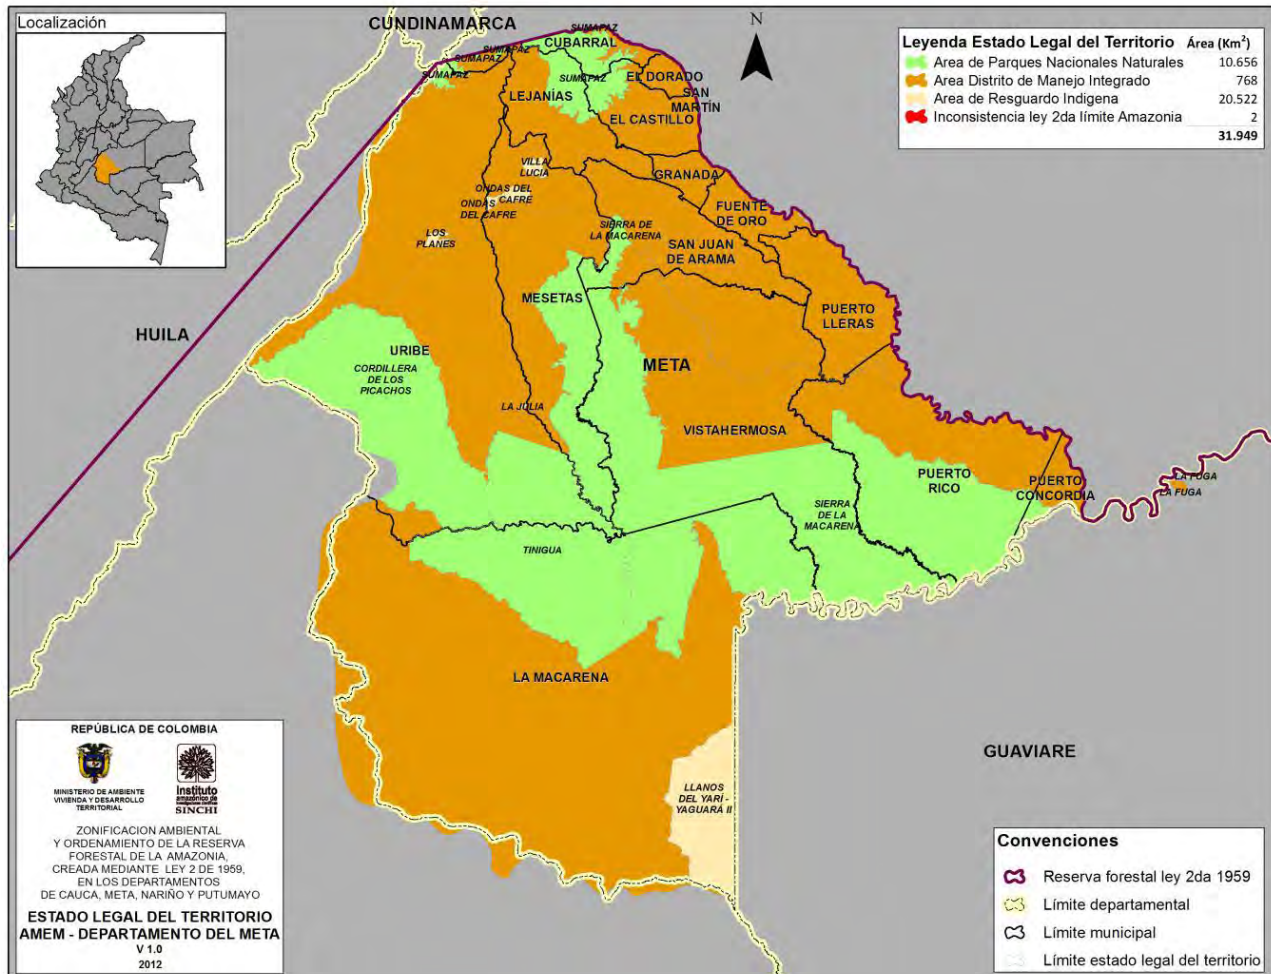 Localización
CUNDINAMARCA
N
Leyenda Estado Legal del Territorio Área (Km²)
Area de Parques Nacionales Naturales 10.656
Area Distrito de Manejo Integrado 768
Area de Resguardo Indigena 20.522
Inconsistencia ley 2da límite Amazonia 2
31.949
SUMAPAZ
SUMAPAZ
SUMAPAZ
SUMAPAZ
SUMAPAZ
CUBARRAL
EL DORADO
LEJANÍAS
SAN
MARTÍN
EL CASTILLO
VILLA
LUCIA
GRANADA
ONDAS DEL
CAFRE
ONDAS
DEL CAFRE
FUENTE
DE ORO
LOS
PLANES
SIERRA DE
LA MACARENA
SAN JUAN
DE ARAMA
MESETAS
PUERTO
LLERAS
HUILA
URIBE
CORDILLERA
DE LOS
PICACHOS
META
LA JULIA
VISTAHERMOSA
PUERTO
RICO
PUERTO
CONCORDIA
LA FUGA
LA FUGA
SIERRA
DE LA
MACARENA
TINIGUA
LA MACARENA
GUAVIARE
LLANOS
DEL YARÍ -
YAGUARÁ II
REPÚBLICA DE COLOMBIA
MINISTERIO DE AMBIENTE
VIVIENDA Y DESARROLLO
TERRITORIAL
Instituto
amazónico de
investigaciones científicas
SINCHI
ZONIFICACION AMBIENTAL
Y ORDENAMIENTO DE LA RESERVA
FORESTAL DE LA AMAZONIA,
CREADA MEDIANTE LEY 2 DE 1959,
EN LOS DEPARTAMENTOS
DE CAUCA, META, NARIÑO Y PUTUMAYO
ESTADO LEGAL DEL TERRITORIO
AMEM - DEPARTAMENTO DEL META
V 1.0
2012
Convenciones
Reserva forestal ley 2da 1959
Límite departamental
Límite municipal
Límite estado legal del territorio